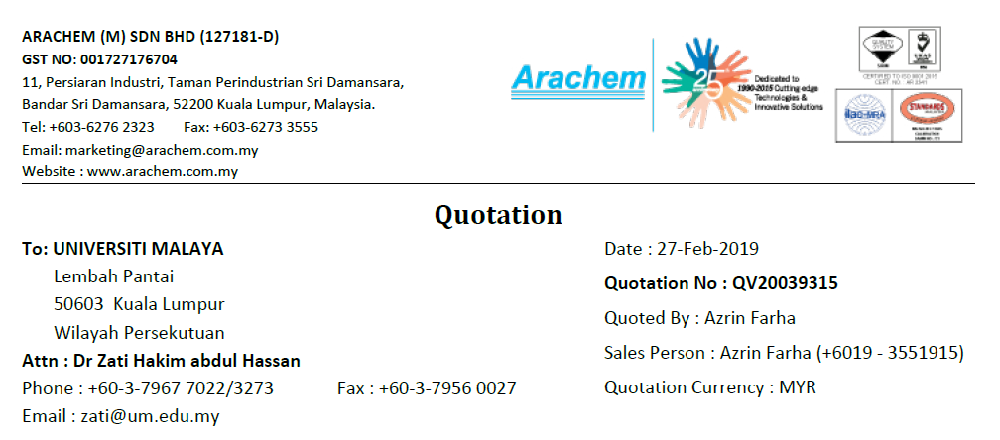 ARACHEM (M) SDN BHD (127181-D)
GST NO: 001727176704
11, Persiaran Industri, Taman Perindustrian Sri Damansara,
Bandar Sri Damansara, 52200 Kuala Lumpur, Malaysia.
Tel: +603-6276 2323 Fax: +603-6273 3555
Email: marketing@arachem.com.my
Website : www.arachem.com.my
Arachem
25
Dedicated to
1990-2015 Cutting-edge
Technologies &
Innovative Solutions
QUALITY
SYSTEM
UKAS
CERTIFIED TO ISO 9001:2015
CERT. NO. : AR
ilac-MRA
STANDARDS
Quotation
To: UNIVERSITI MALAYA
Lembah Pantai
50603 Kuala Lumpur
Wilayah Persekutuan
Attn : Dr Zati Hakim abdul Hassan
Phone : +60-3-7967 7022/3273 Fax : +60-3-7956 0027
Email : zati@um.edu.my
Date : 27-Feb-2019
Quotation No : QV20039315
Quoted By : Azrin Farha
Sales Person : Azrin Farha (+6019 - 3551915)
Quotation Currency : MYR